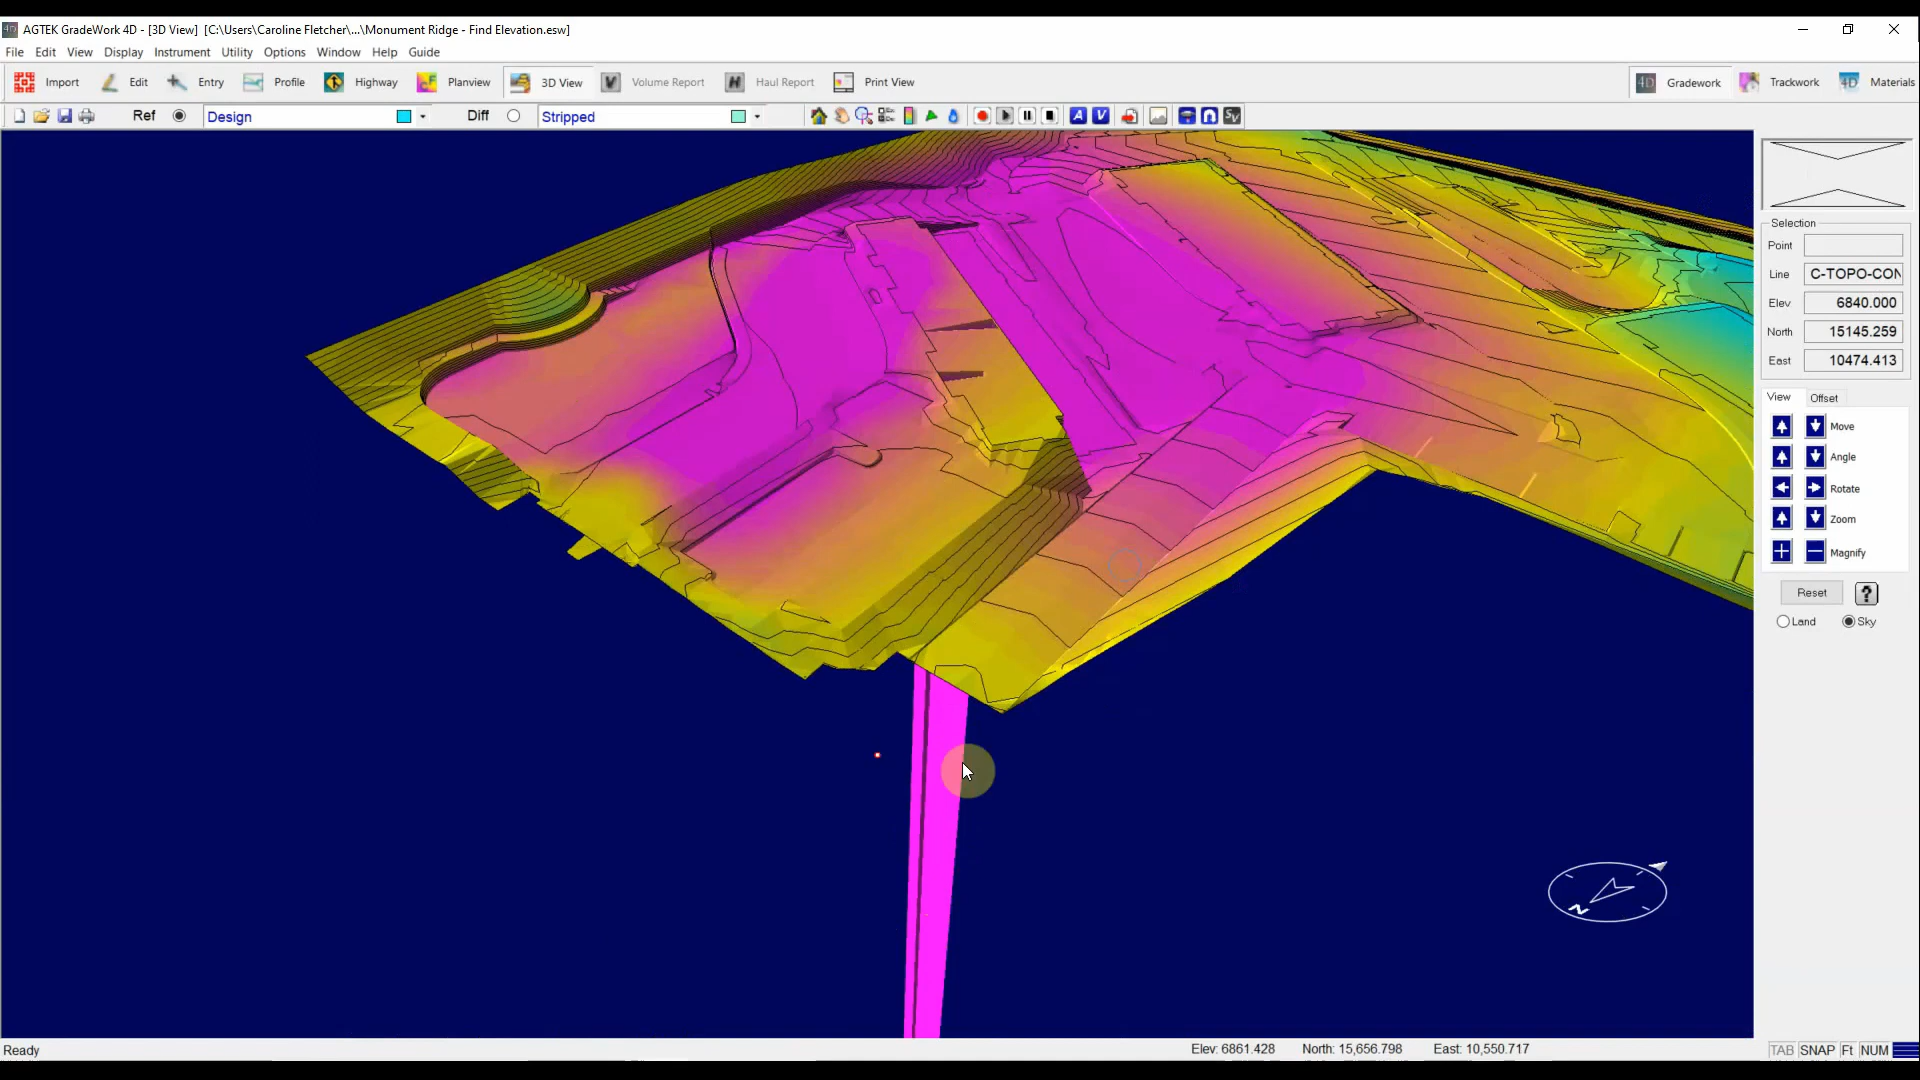 AGTEK GradeWork 4D - [3D View]  [C:\Users\Caroline Fletcher\...\Monument Ridge - Find Elevation.esw]
File Edit View Display Instrument Utility Options Window Help Guide
Import Edit Entry Profile Highway Planview 3D View Volume Report Haul Report Print View Gradework Trackwork Materials
Ref Design Diff Stripped A V SV
Selection
Point
Line C-TOPO-CON
Elev 6840.000
North 15145.259
East 10474.413
View Offset
Move
Angle
Rotate
Zoom
Magnify
Reset ?
Land Sky
N
Ready Elev: 6861.428 North: 15,656.798 East: 10,550.717 TAB SNAP Ft NUM